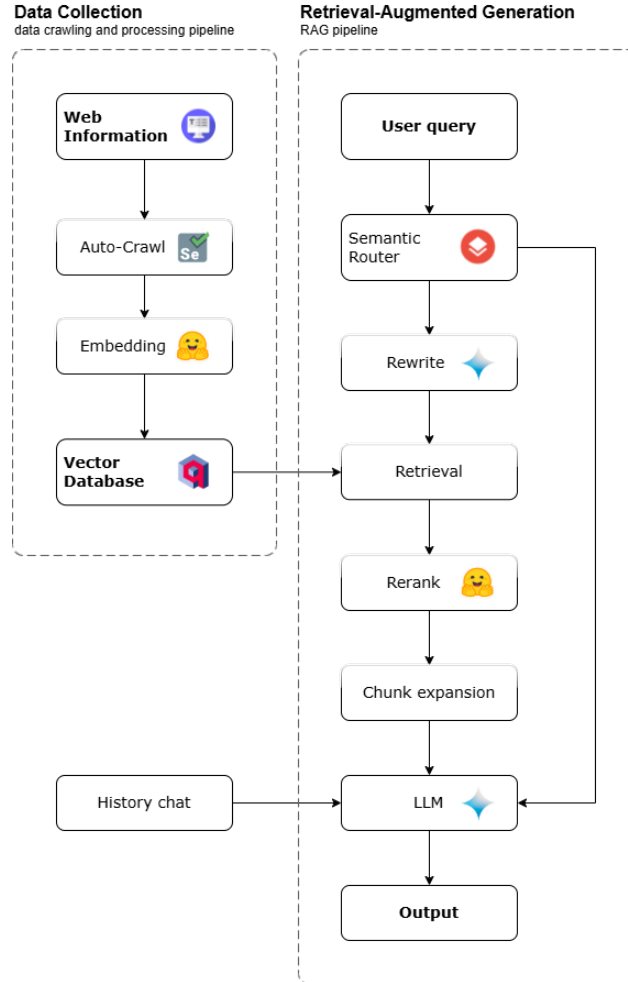 Data Collection
data crawling and processing pipeline
Web
Information
Auto-Crawl
Se
Embedding
Vector
Database
Retrieval-Augmented Generation
RAG pipeline
User query
Semantic
Router
Rewrite
Retrieval
Rerank
Chunk expansion
History chat
LLM
Output